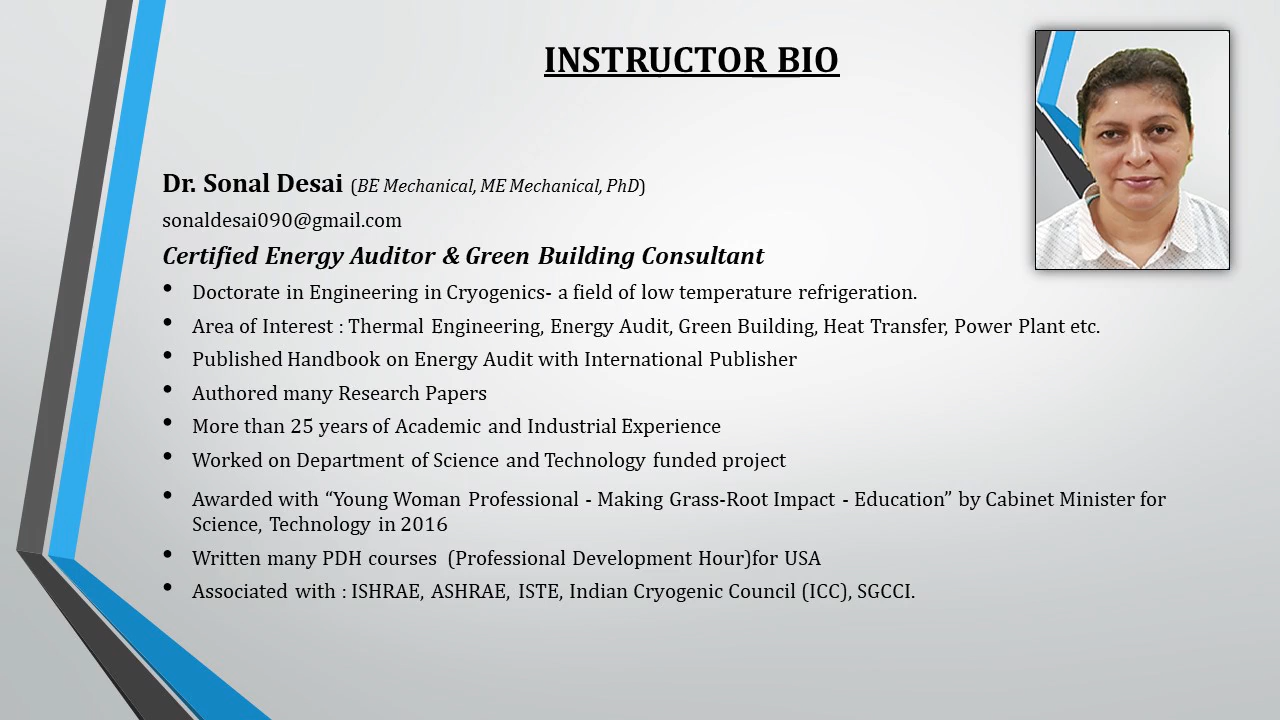 INSTRUCTOR BIO
Dr. Sonal Desai (BE Mechanical, ME Mechanical, PhD)
sonaldesai090@gmail.com
Certified Energy Auditor & Green Building Consultant
• Doctorate in Engineering in Cryogenics- a field of low temperature refrigeration.
• Area of Interest : Thermal Engineering, Energy Audit, Green Building, Heat Transfer, Power Plant etc.
• Published Handbook on Energy Audit with International Publisher
• Authored many Research Papers
• More than 25 years of Academic and Industrial Experience
• Worked on Department of Science and Technology funded project
• Awarded with “Young Woman Professional - Making Grass-Root Impact - Education” by Cabinet Minister for
Science, Technology in 2016
• Written many PDH courses (Professional Development Hour)for USA
• Associated with : ISHRAE, ASHRAE, ISTE, Indian Cryogenic Council (ICC), SGCCI.